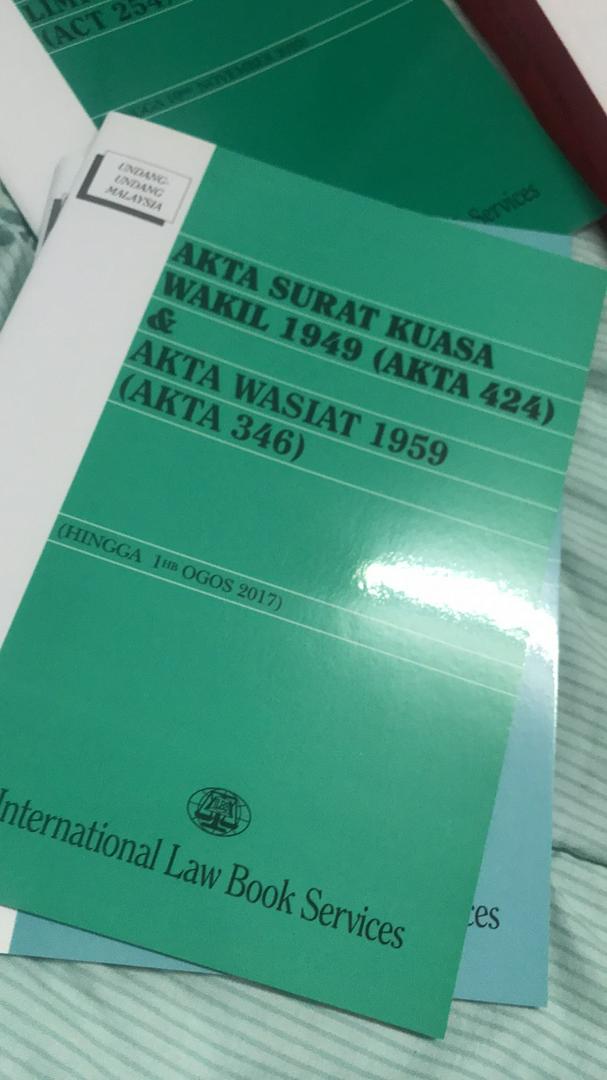 (ACT 254)
Services
UNDANG-
UNDANG
MALAYSIA
AKTA SURAT KUASA
WAKIL 1949 (AKTA 424)
&
AKTA WASIAT 1959
(AKTA 346)
(HINGGA 1HB OGOS 2017)
International Law Book Services
ces